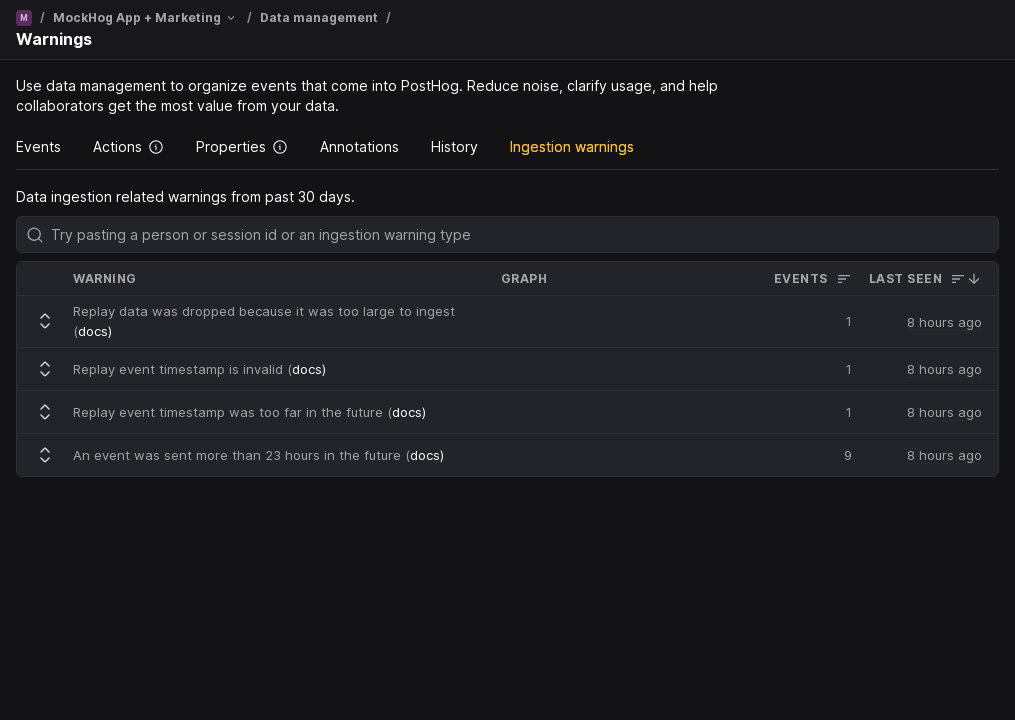 M / MockHog App + Marketing / Data management /
Warnings
Use data management to organize events that come into PostHog. Reduce noise, clarify usage, and help
collaborators get the most value from your data.
Events Actions Properties Annotations History Ingestion warnings
Data ingestion related warnings from past 30 days.
Try pasting a person or session id or an ingestion warning type
WARNING GRAPH EVENTS LAST SEEN
Replay data was dropped because it was too large to ingest
(docs) 1 8 hours ago
Replay event timestamp is invalid (docs) 1 8 hours ago
Replay event timestamp was too far in the future (docs) 1 8 hours ago
An event was sent more than 23 hours in the future (docs) 9 8 hours ago